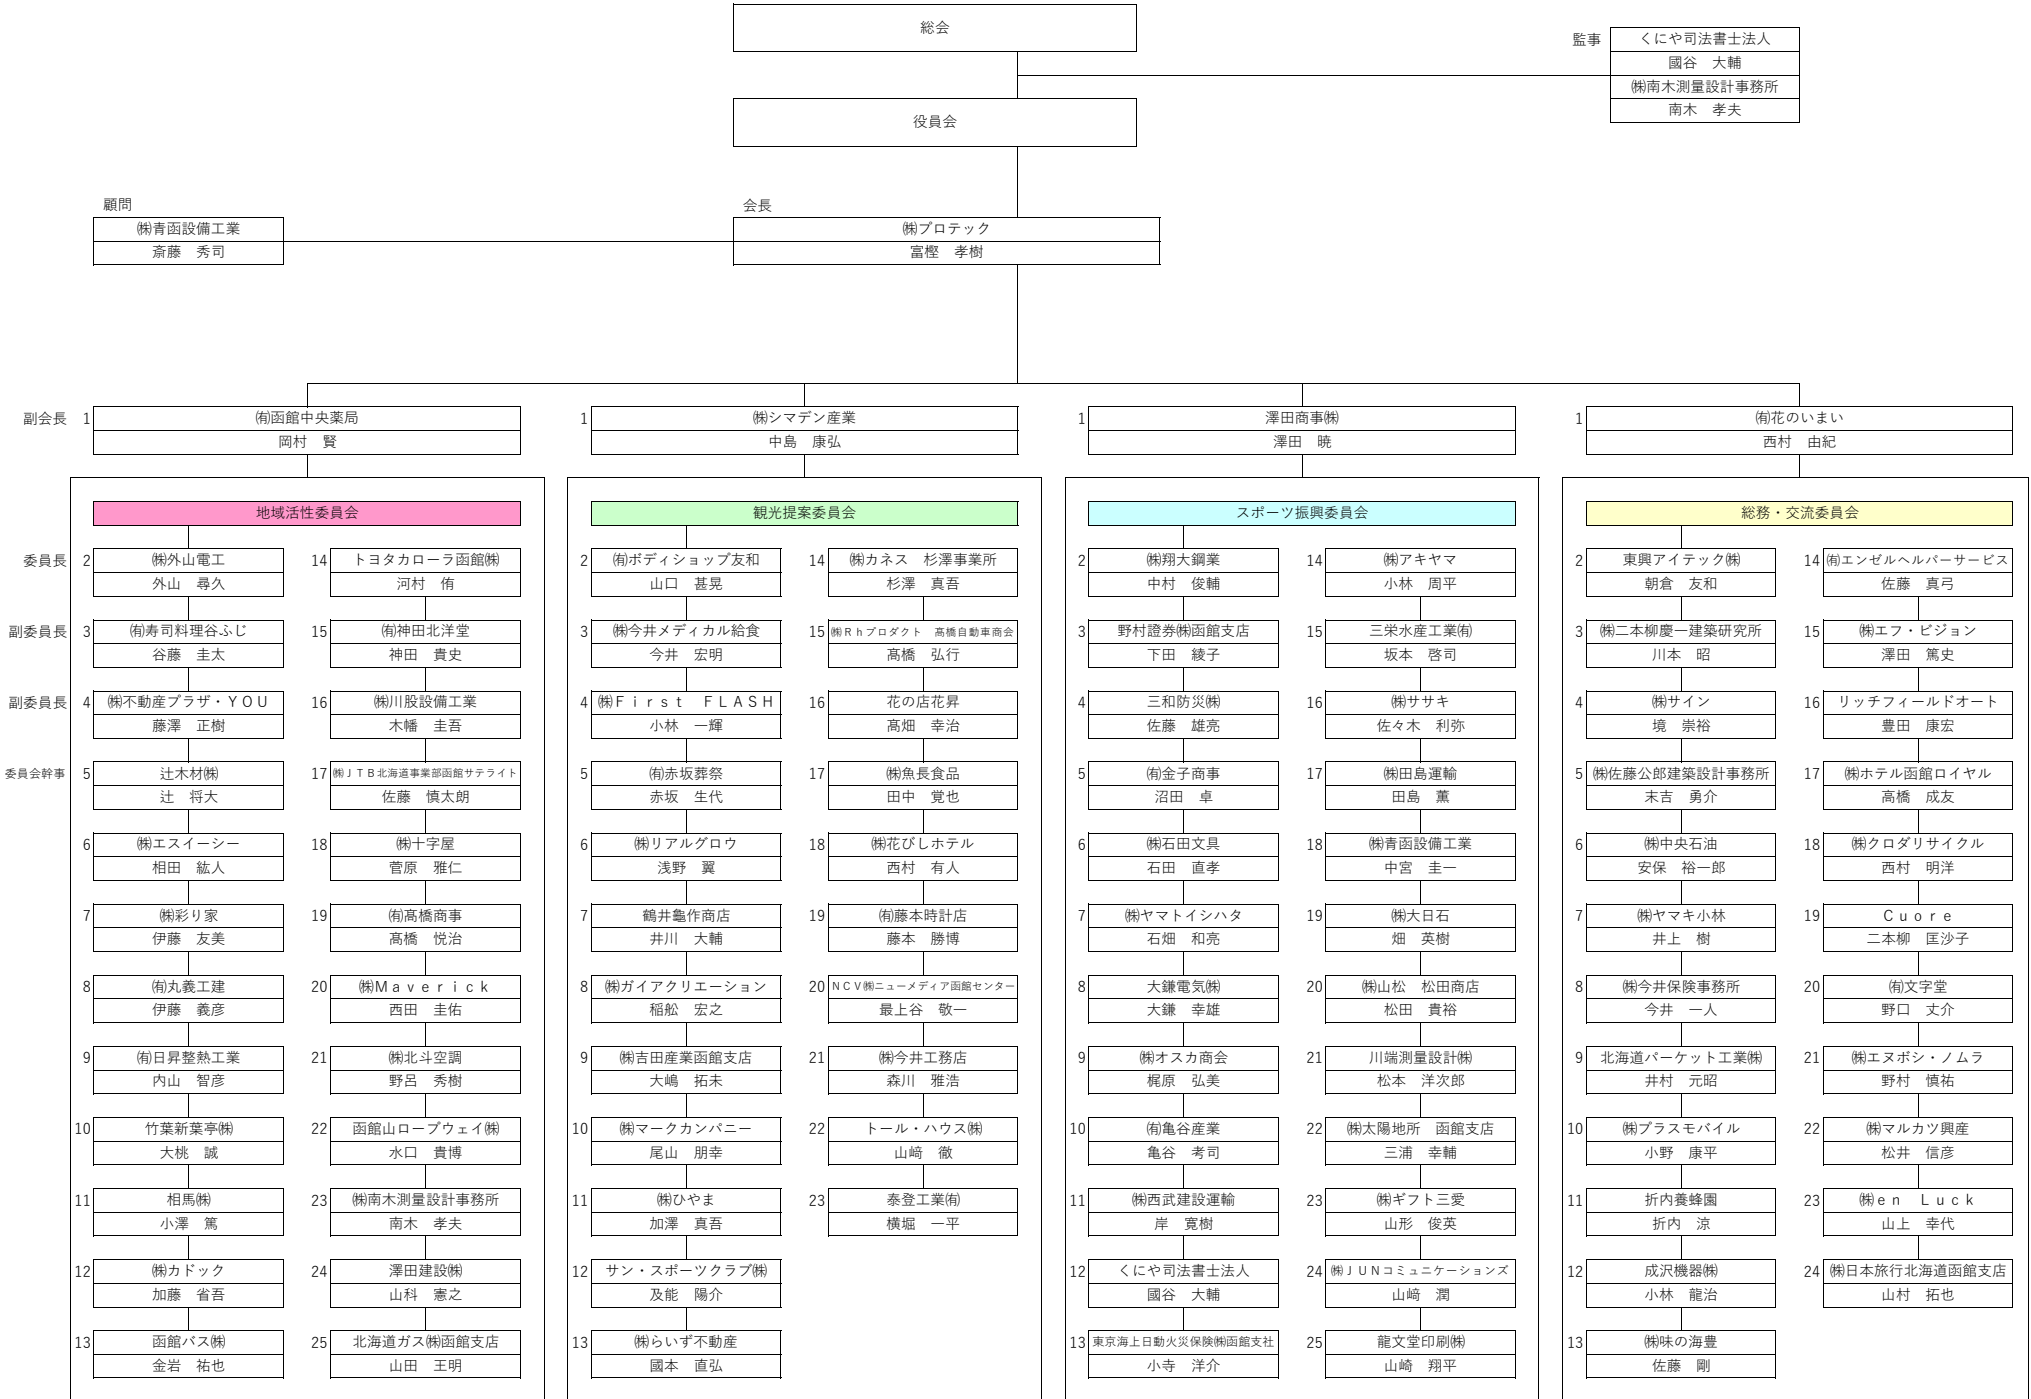 総会
監事
くにや司法書士法人
國谷　大輔
㈱南木測量設計事務所
南木　孝夫
役員会
顧問
㈱青函設備工業
斎藤　秀司
会長
㈱プロテック
富樫　孝樹
副会長
1
㈲函館中央薬局
岡村　賢
1
㈱シマデン産業
中島　康弘
1
澤田商事㈱
澤田　暁
1
㈲花のいまい
西村　由紀
地域活性委員会
委員長
2
㈱外山電工
外山　尋久
副委員長
3
㈲寿司料理谷ふじ
谷藤　圭太
副委員長
4
㈱不動産プラザ・ＹＯＵ
藤澤　正樹
委員会幹事
5
辻木材㈱
辻　将大
6
㈱エスイーシー
相田　紘人
7
㈱彩り家
伊藤　友美
8
㈲丸義工建
伊藤　義彦
9
㈲日昇整熱工業
内山　智彦
10
竹葉新葉亭㈱
大桃　誠
11
相馬㈱
小澤　篤
12
㈱カドック
加藤　省吾
13
函館バス㈱
金岩　祐也
14
トヨタカローラ函館㈱
河村　侑
15
㈲神田北洋堂
神田　貴史
16
㈱川股設備工業
木幡　圭吾
17
㈱ＪＴＢ北海道事業部函館サテライト
佐藤　慎太朗
18
㈱十字屋
菅原　雅仁
19
㈲髙橋商事
髙橋　悦治
20
㈱Ｍａｖｅｒｉｃｋ
西田　圭佑
21
㈱北斗空調
野呂　秀樹
22
函館山ロープウェイ㈱
水口　貴博
23
㈱南木測量設計事務所
南木　孝夫
24
澤田建設㈱
山科　憲之
25
北海道ガス㈱函館支店
山田　王明
観光提案委員会
2
㈲ボディショップ友和
山口　甚晃
3
㈱今井メディカル給食
今井　宏明
4
㈱Ｆｉｒｓｔ　ＦＬＡＳＨ
小林　一輝
5
㈲赤坂葬祭
赤坂　生代
6
㈱リアルグロウ
浅野　翼
7
鶴井龜作商店
井川　大輔
8
㈱ガイアクリエーション
稲舩　宏之
9
㈱吉田産業函館支店
大嶋　拓未
10
㈱マークカンパニー
尾山　朋幸
11
㈱ひやま
加澤　真吾
12
サン・スポーツクラブ㈱
及能　陽介
13
㈱らいず不動産
國本　直弘
14
㈱カネス　杉澤事業所
杉澤　真吾
15
㈱Ｒｈプロダクト　髙橋自動車商会
髙橋　弘行
16
花の店花昇
髙畑　幸治
17
㈱魚長食品
田中　覚也
18
㈱花びしホテル
西村　有人
19
㈲藤本時計店
藤本　勝博
20
ＮＣＶ㈱ニューメディア函館センター
最上谷　敬一
21
㈱今井工務店
森川　雅浩
22
トール・ハウス㈱
山﨑　徹
23
泰登工業㈲
横堀　一平
スポーツ振興委員会
2
㈱翔大鋼業
中村　俊輔
3
野村證券㈱函館支店
下田　綾子
4
三和防災㈱
佐藤　雄亮
5
㈲金子商事
沼田　卓
6
㈱石田文具
石田　直孝
7
㈱ヤマトイシハタ
石畑　和亮
8
大鎌電気㈱
大鎌　幸雄
9
㈱オスカ商会
梶原　弘美
10
㈲亀谷産業
亀谷　考司
11
㈱西武建設運輸
岸　寛樹
12
くにや司法書士法人
國谷　大輔
13
東京海上日動火災保険㈱函館支社
小寺　洋介
14
㈱アキヤマ
小林　周平
15
三栄水産工業㈲
坂本　啓司
16
㈱ササキ
佐々木　利弥
17
㈱田島運輸
田島　薫
18
㈱青函設備工業
中宮　圭一
19
㈱大日石
畑　英樹
20
㈱山松　松田商店
松田　貴裕
21
川端測量設計㈱
松本　洋次郎
22
㈱太陽地所　函館支店
三浦　幸輔
23
㈱ギフト三愛
山形　俊英
24
㈱ＪＵＮコミュニケーションズ
山﨑　潤
25
龍文堂印刷㈱
山崎　翔平
総務・交流委員会
2
東興アイテック㈱
朝倉　友和
3
㈱二本柳慶一建築研究所
川本　昭
4
㈱サイン
境　崇裕
5
㈱佐藤公郎建築設計事務所
末吉　勇介
6
㈱中央石油
安保　裕一郎
7
㈱ヤマキ小林
井上　樹
8
㈱今井保険事務所
今井　一人
9
北海道パーケット工業㈱
井村　元昭
10
㈱プラスモバイル
小野　康平
11
折内養蜂園
折内　涼
12
成沢機器㈱
小林　龍治
13
㈱味の海豊
佐藤　剛
14
㈲エンゼルヘルパーサービス
佐藤　真弓
15
㈱エフ・ビジョン
澤田　篤史
16
リッチフィールドオート
豊田　康宏
17
㈱ホテル函館ロイヤル
高橋　成友
18
㈱クロダリサイクル
西村　明洋
19
Ｃｕｏｒｅ
二本柳　匡沙子
20
㈲文字堂
野口　丈介
21
㈱エヌボシ・ノムラ
野村　慎祐
22
㈱マルカツ興産
松井　信彦
23
㈱ｅｎ　Ｌｕｃｋ
山上　幸代
24
㈱日本旅行北海道函館支店
山村　拓也